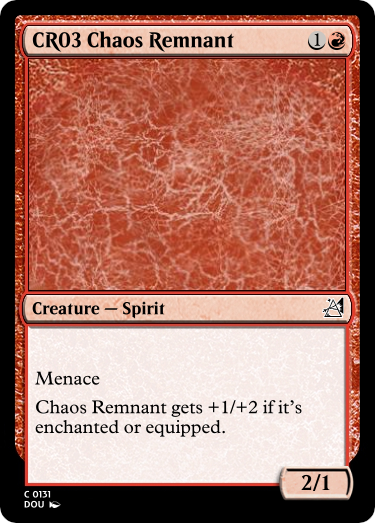 CR03 Chaos Remnant 1
Creature — Spirit
Menace
Chaos Remnant gets +1/+2 if it's
enchanted or equipped.
2/1
C 0131
DOU